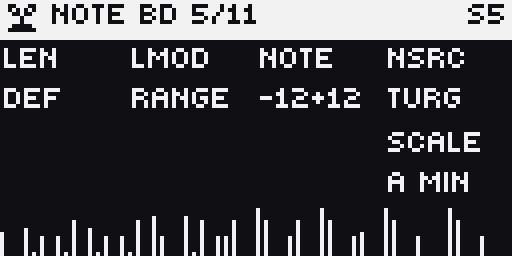 NOTE BD 5/11 S5
LEN LMOD NOTE NSRC
DEF RANGE -12+12 TURG
SCALE
A MIN